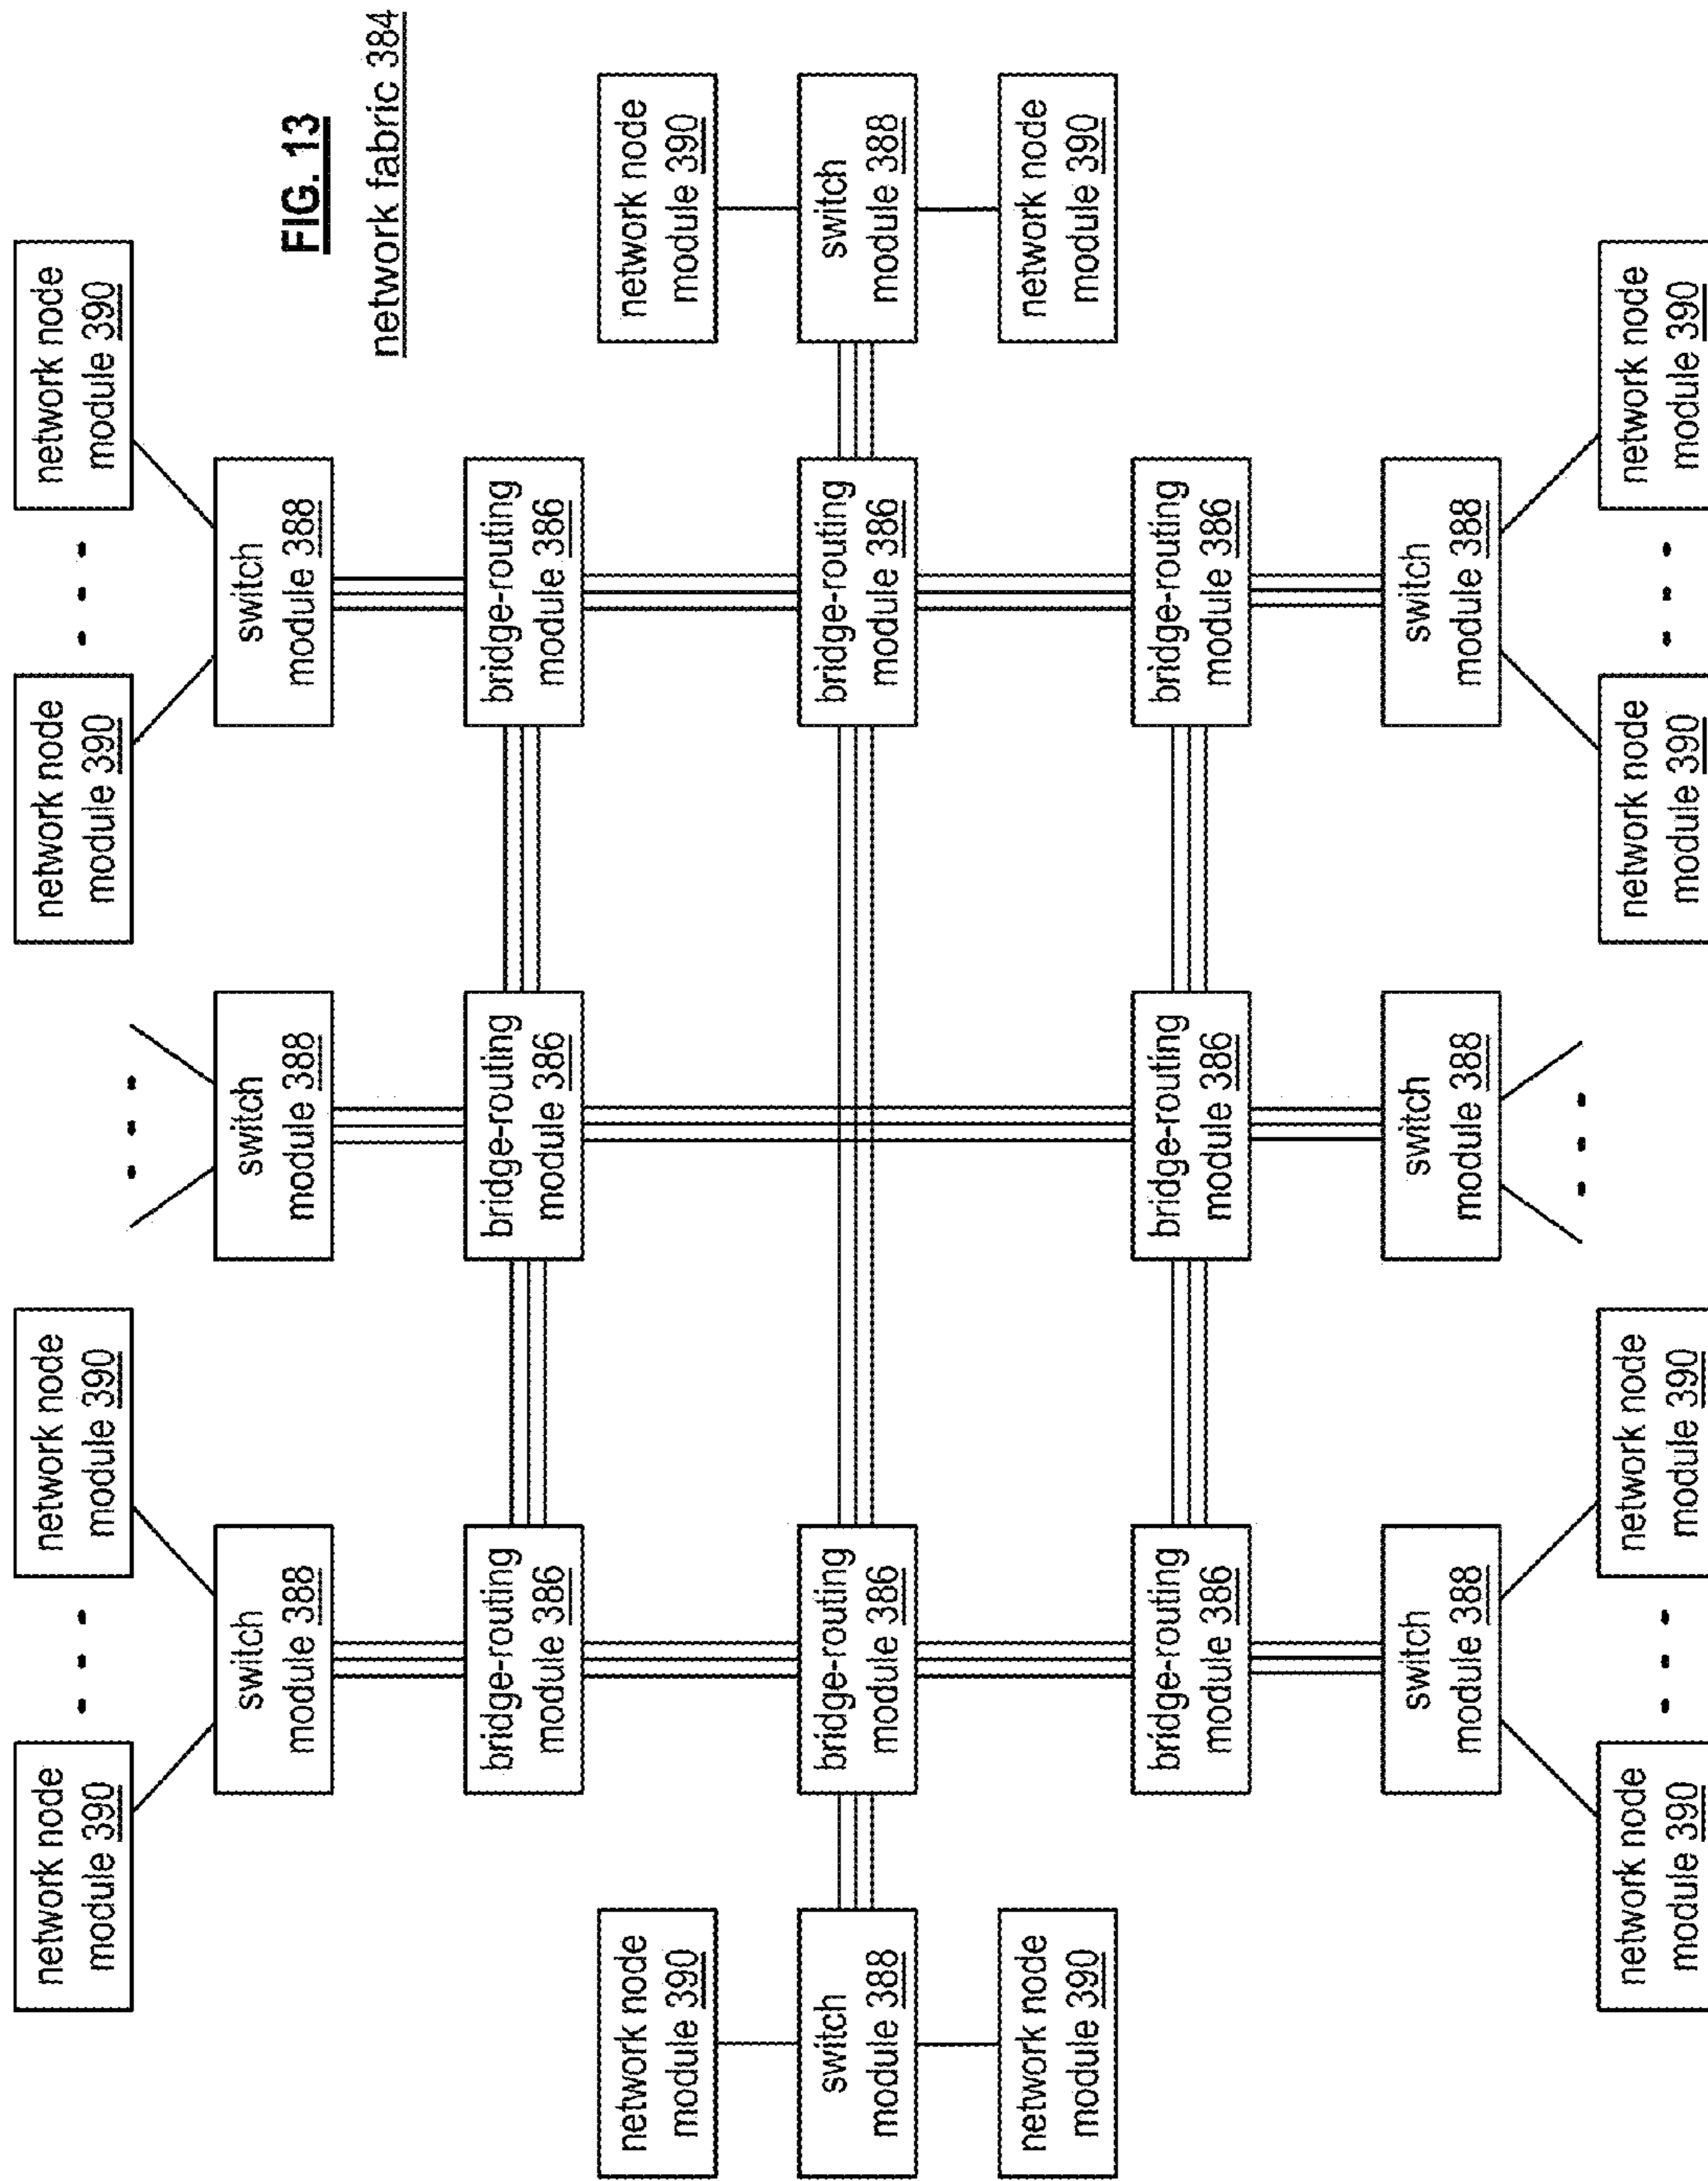 network node
module 390
network node
module 390
network node
module 390
network node
module 390
switch
module 388
switch
module 388
switch
module 388
FIG. 13
network fabric 384
bridge-routing
module 386
bridge-routing
module 386
bridge-routing
module 386
network node
module 390
network node
module 390
switch
module 388
bridge-routing
module 386
bridge-routing
module 386
switch
module 388
network node
module 390
network node
module 390
bridge-routing
module 386
bridge-routing
module 386
bridge-routing
module 386
switch
module 388
switch
module 388
switch
module 388
network node
module 390
network node
module 390
network node
module 390
network node
module 390